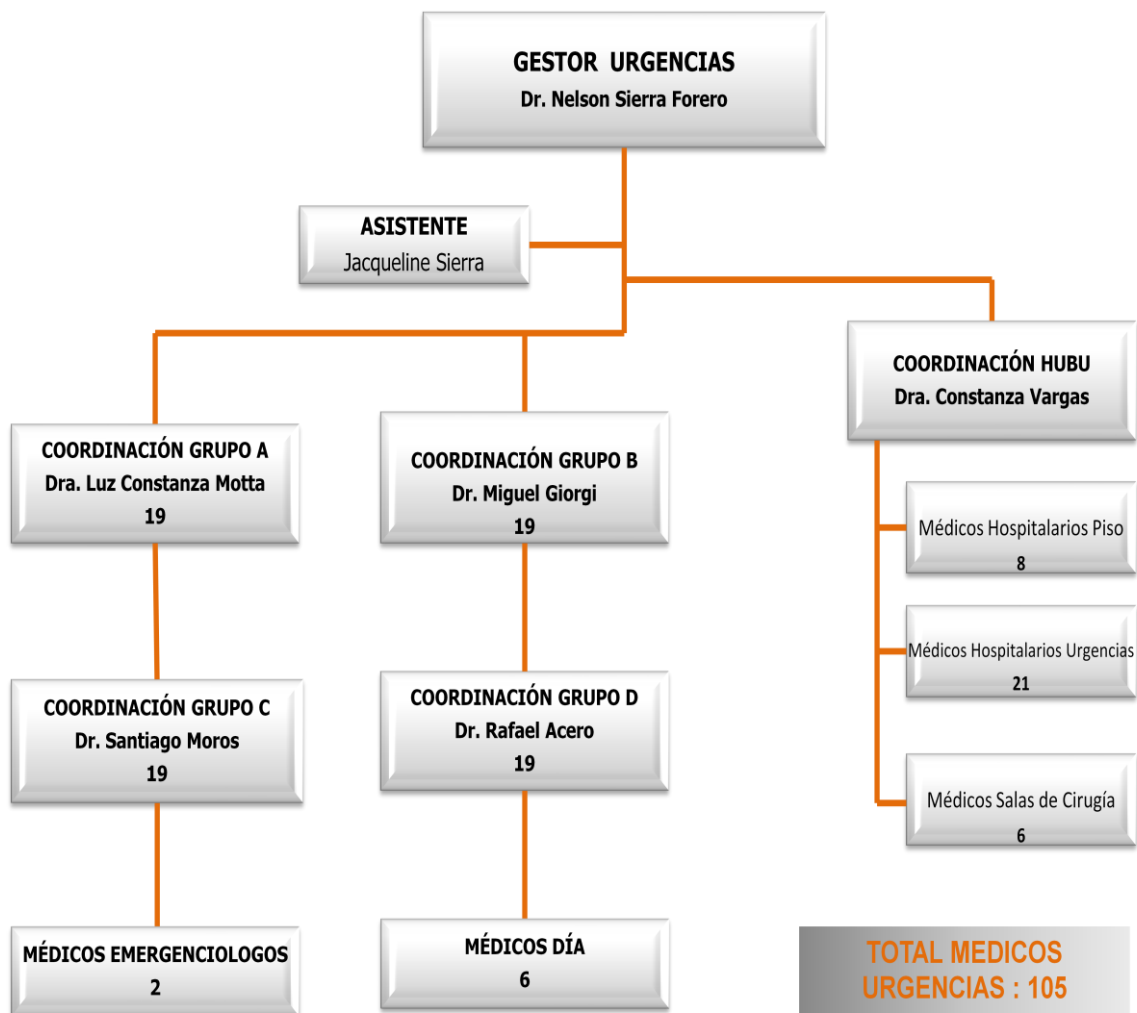 GESTOR URGENCIAS
Dr. Nelson Sierra Forero
ASISTENTE
Jacqueline Sierra
COORDINACIÓN HUBU
Dra. Constanza Vargas
COORDINACIÓN GRUPO A
Dra. Luz Constanza Motta
19
COORDINACIÓN GRUPO B
Dr. Miguel Giorgi
19
Médicos Hospitalarios Piso
8
Médicos Hospitalarios Urgencias
21
COORDINACIÓN GRUPO C
Dr. Santiago Moros
19
COORDINACIÓN GRUPO D
Dr. Rafael Acero
19
Médicos Salas de Cirugía
6
MÉDICOS EMERGENCIOLOGOS
2
MÉDICOS DÍA
6
TOTAL MEDICOS
URGENCIAS : 105